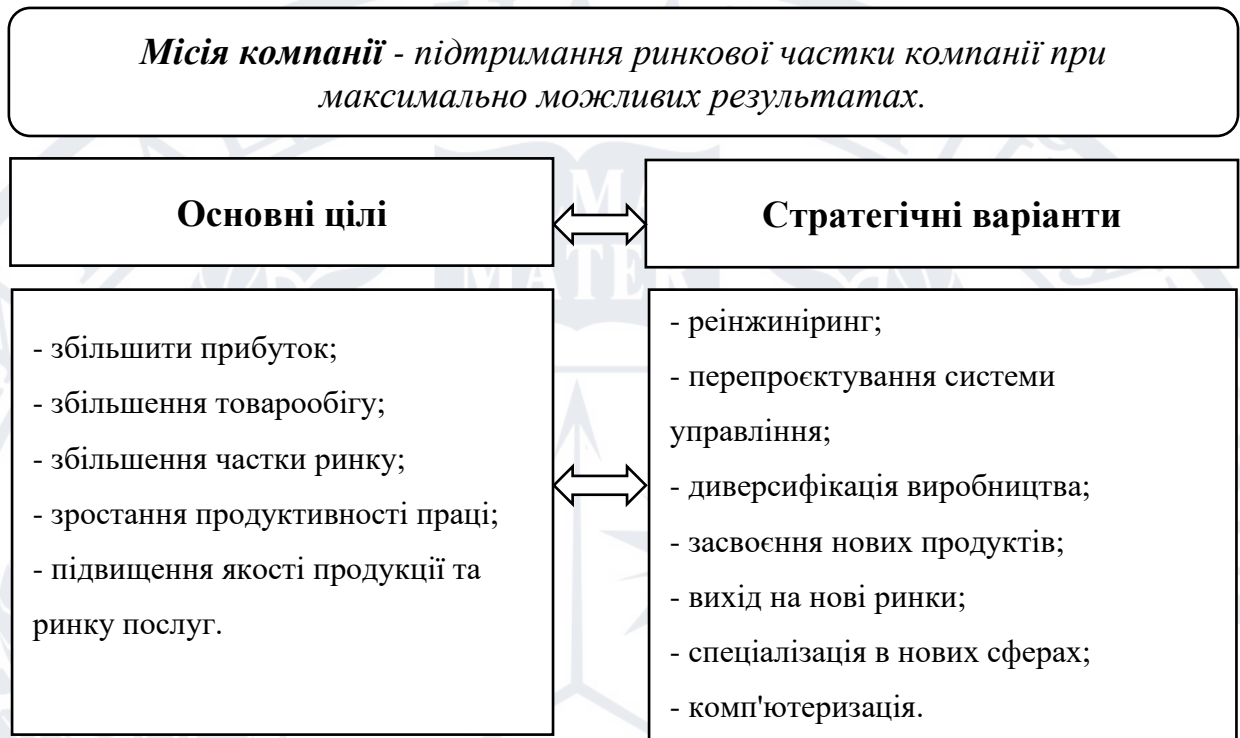 Місія компанії - підтримання ринкової частки компанії при
максимально можливих результатах.
Основні цілі
Стратегічні варіанти
- збільшити прибуток;
- збільшення товарообігу;
- збільшення частки ринку;
- зростання продуктивності праці;
- підвищення якості продукції та
ринку послуг.
- реінжиніринг;
- перепроєктування системи
управління;
- диверсифікація виробництва;
- засвоєння нових продуктів;
- вихід на нові ринки;
- спеціалізація в нових сферах;
- комп'ютеризація.